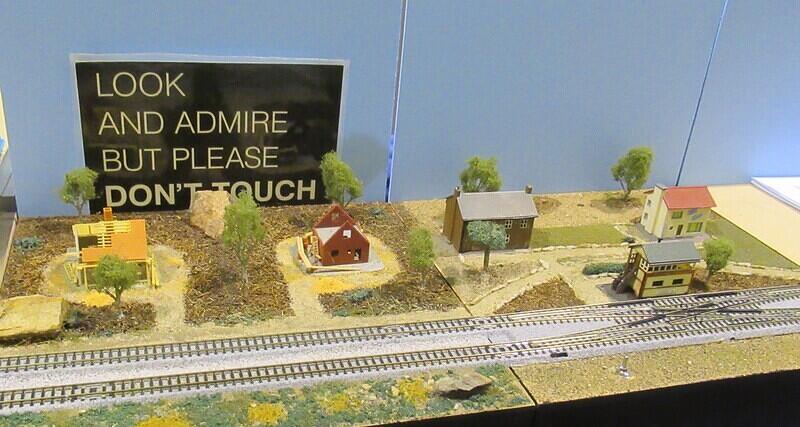 LOOK
AND ADMIRE
BUT PLEASE
DON'T TOUCH